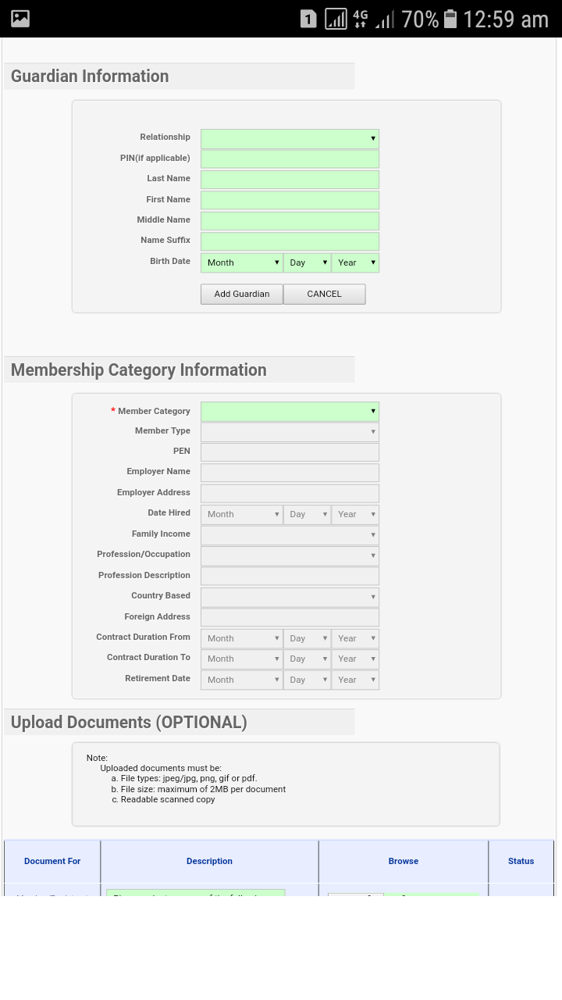 1 4G 70% 12:59 am
Guardian Information
Relationship
PIN(if applicable)
Last Name
First Name
Middle Name
Name Suffix
Birth Date Month Day Year
Add Guardian CANCEL
Membership Category Information
* Member Category
Member Type
PEN
Employer Name
Employer Address
Date Hired Month Day Year
Family Income
Profession/Occupation
Profession Description
Country Based
Foreign Address
Contract Duration From Month Day Year
Contract Duration To Month Day Year
Retirement Date Month Day Year
Upload Documents (OPTIONAL)
Note:
Uploaded documents must be:
a. File types: jpeg/jpg, png, gif or pdf.
b. File size: maximum of 2MB per document
c. Readable scanned copy
Document For Description Browse Status